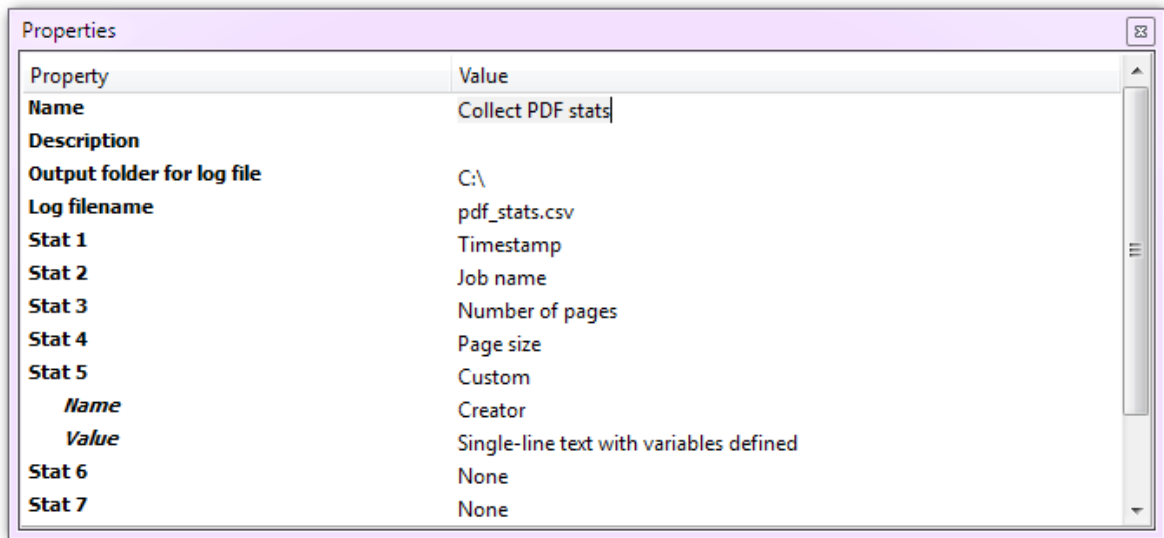 Properties
Property Value
Name Collect PDF stats
Description
Output folder for log file C:\
Log filename pdf_stats.csv
Stat 1 Timestamp
Stat 2 Job name
Stat 3 Number of pages
Stat 4 Page size
Stat 5 Custom
Name Creator
Value Single-line text with variables defined
Stat 6 None
Stat 7 None